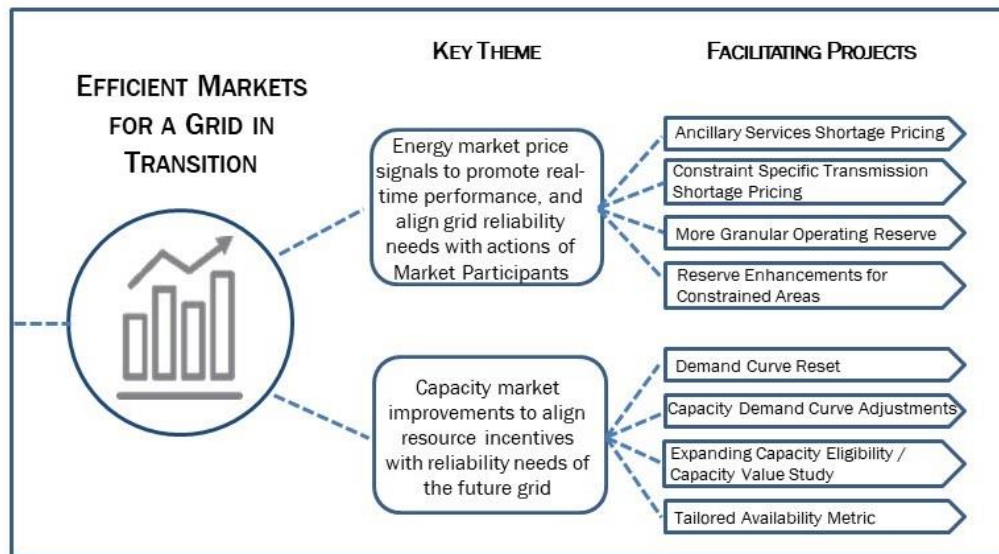 EFFICIENT MARKETS
FOR A GRID IN
TRANSITION
KEY THEME
Energy market price
signals to promote real-
time performance, and
align grid reliability
needs with actions of
Market Participants
Capacity market
improvements to align
resource incentives
with reliability needs of
the future grid
FACILITATING PROJECTS
Ancillary Services Shortage Pricing
Constraint Specific Transmission
Shortage Pricing
More Granular Operating Reserve
Reserve Enhancements for
Constrained Areas
Demand Curve Reset
Capacity Demand Curve Adjustments
Expanding Capacity Eligibility /
Capacity Value Study
Tailored Availability Metric